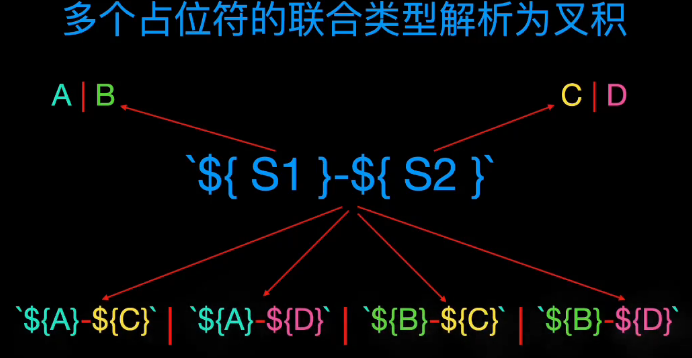 多个占位符的联合类型解析为叉积
A | B
C | D
`${ S1 }-${ S2 }`
`${A}-${C}` | `${A}-${D}` | `${B}-${C}` | `${B}-${D}`